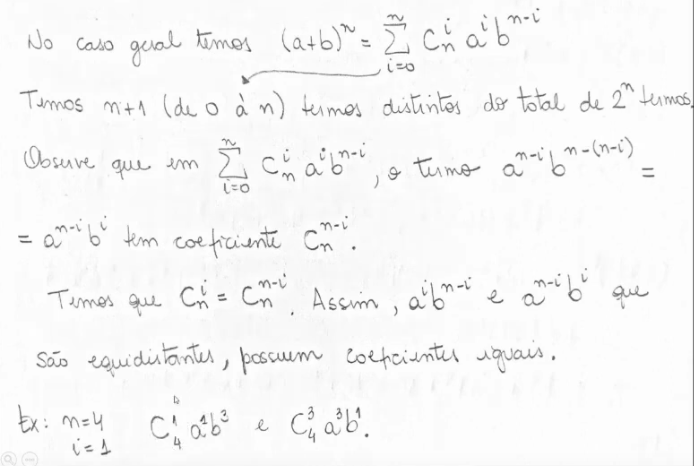 No caso geral temos (a+b)^n = ∑_{i=0}^{n} C_n^i a^i b^{n-i}
Temos n+1 (de 0 à n) termos distintos do total de 2^n termos.
Observe que em ∑_{i=0}^{n} C_n^i a^i b^{n-i}, o termo a^{n-i} b^{n-(n-i)} =
= a^{n-i} b^i tem coeficiente C_n^{n-i}.
Temos que C_n^i = C_n^{n-i}. Assim, a^i b^{n-i} e a^{n-i} b^i que
são equidistantes, possuem coeficientes iguais.
Ex: n=4 C_4^1 a^1 b^3 e C_4^3 a^3 b^1.
i=1